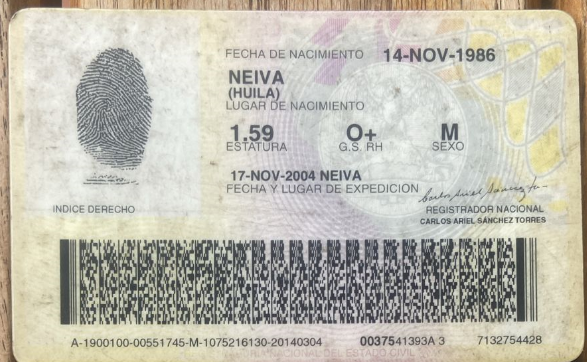 FECHA DE NACIMIENTO 14-NOV-1986
NEIVA
(HUILA)
LUGAR DE NACIMIENTO
1.59 O+ M
ESTATURA G.S. RH SEXO
17-NOV-2004 NEIVA
FECHA Y LUGAR DE EXPEDICION
INDICE DERECHO
REGISTRADOR NACIONAL
CARLOS ARIEL SÁNCHEZ TORRES
A-1900100-00551745-M-1075216130-20140304 0037541393A 3 7132754428